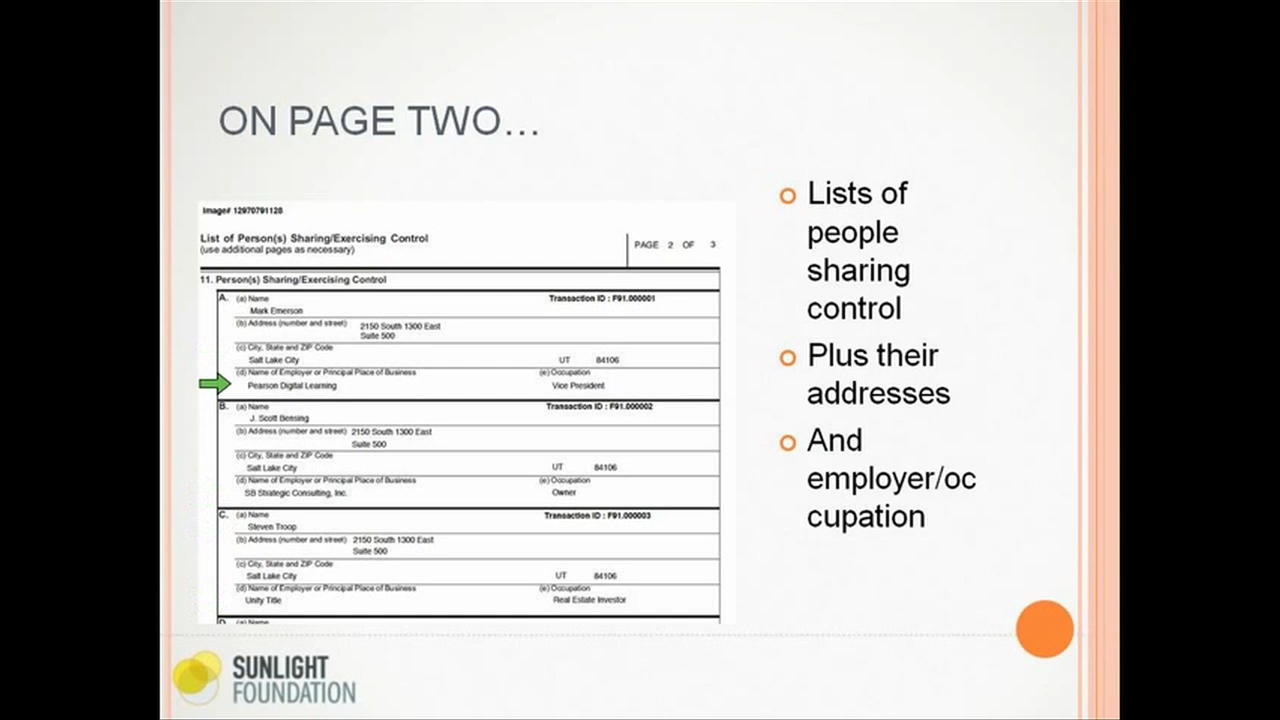 ON PAGE TWO…
Image# 12970791128
List of Person(s) Sharing/Exercising Control
(use additional pages as necessary)
PAGE 2 OF 3
11. Person(s) Sharing/Exercising Control
A. (a) Name Transaction ID : F91.000001
Mark Emerson
(b) Address (number and street) 2150 South 1300 East
Suite 500
(c) City, State and ZIP Code
Salt Lake City UT 84106
(d) Name of Employer or Principal Place of Business (e) Occupation
Pearson Digital Learning Vice President
B. (a) Name Transaction ID : F91.000002
J. Scott Bensing
(b) Address (number and street) 2150 South 1300 East
Suite 500
(c) City, State and ZIP Code
Salt Lake City UT 84106
(d) Name of Employer or Principal Place of Business (e) Occupation
SB Strategic Consulting, Inc. Owner
C. (a) Name Transaction ID : F91.000003
Steven Troop
(b) Address (number and street) 2150 South 1300 East
Suite 500
(c) City, State and ZIP Code
Salt Lake City UT 84106
(d) Name of Employer or Principal Place of Business (e) Occupation
Unity Title Real Estate Investor
D. (a) Name
Lists of
people
sharing
control
Plus their
addresses
And
employer/oc
cupation
SUNLIGHT
FOUNDATION